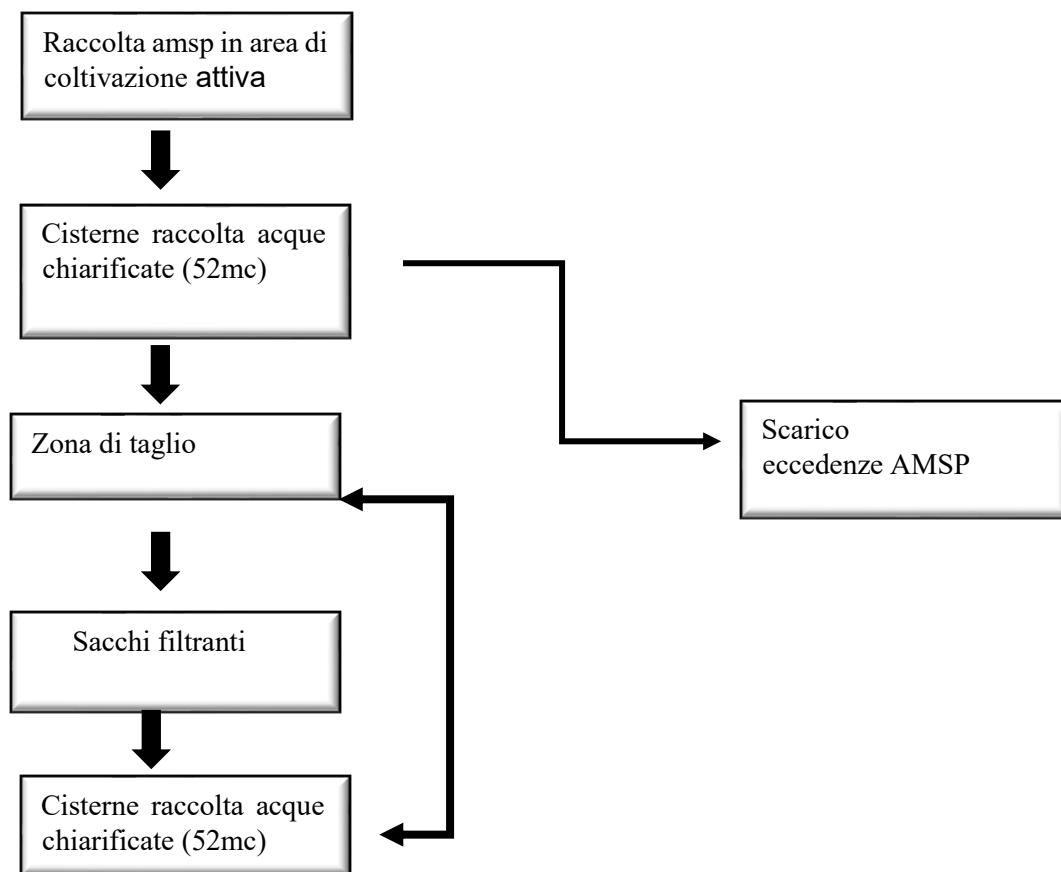 Raccolta amsp in area di
coltivazione attiva
Cisterne raccolta acque
chiarificate (52mc)
Zona di taglio
Scarico
eccedenze AMSP
Sacchi filtranti
Cisterne raccolta acque
chiarificate (52mc)